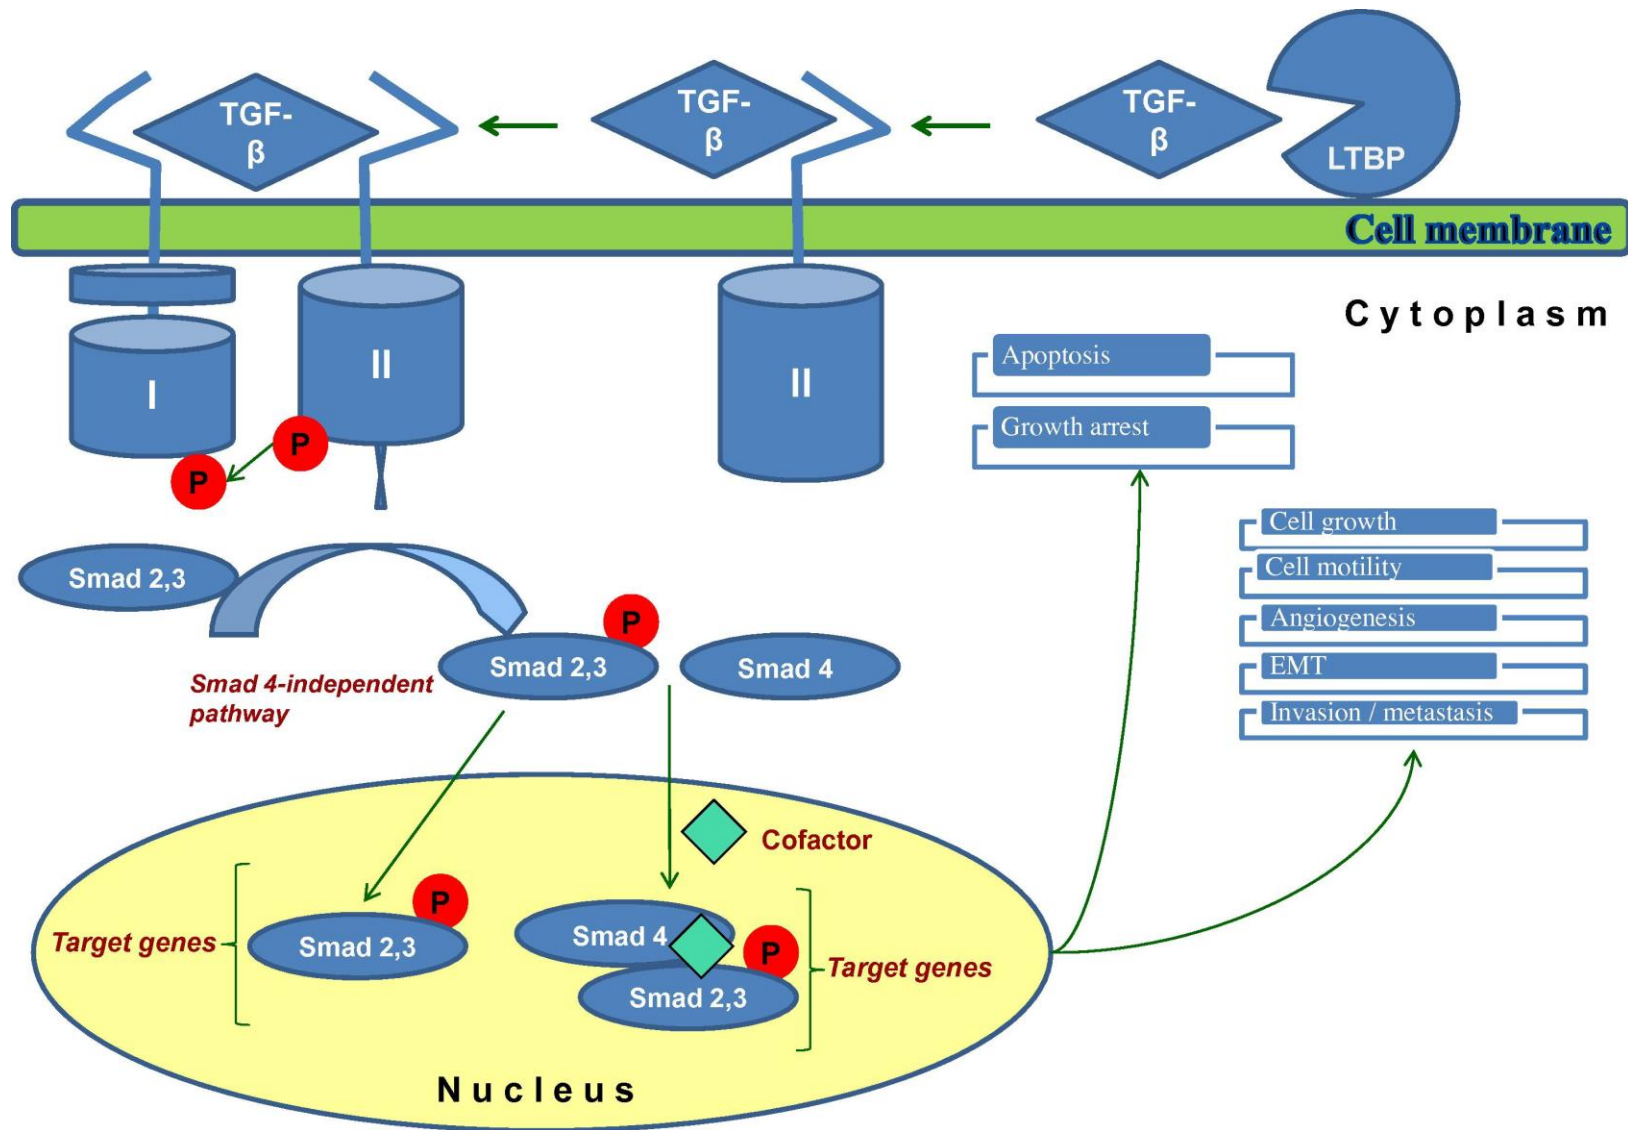 TGF-
β
TGF-
β
TGF-
β
LTBP
Cell membrane
Cytoplasm
I
II
II
P
P
Apoptosis
Growth arrest
Cell growth
Cell motility
Angiogenesis
EMT
Invasion / metastasis
Smad 2,3
P
Smad 2,3
Smad 4
Smad 4-independent
pathway
Cofactor
P
Smad 2,3
Target genes
Smad 4
P
Smad 2,3
Target genes
Nucleus